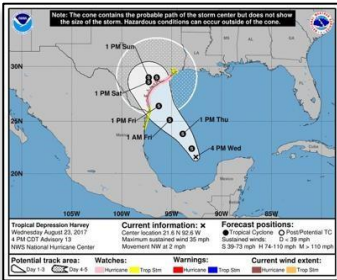 Note: The cone contains the probable path of the storm center but does not show
the size of the storm. Hazardous conditions can occur outside of the cone.
1 PM Sun
30N
1 PM Sat
1 PM Fri
1 PM Thu
25N
1 AM Fri
4 PM Wed
20N
105W
100W
95W
90W
85W
Tropical Depression Harvey
Wednesday August 23, 2017
4 PM CDT Advisory 13
NWS National Hurricane Center
Current information: x
Center location 21.6 N 92.6 W
Maximum sustained wind 35 mph
Movement NW at 2 mph
Forecast positions:
Tropical Cyclone Post/Potential TC
Sustained winds: D < 39 mph
S 39-73 mph H 74-110 mph M > 110 mph
Potential track area:
Day 1-3 Day 4-5
Watches:
Hurricane Trop Stm
Warnings:
Hurricane Trop Stm
Current wind extent:
Hurricane Trop Stm